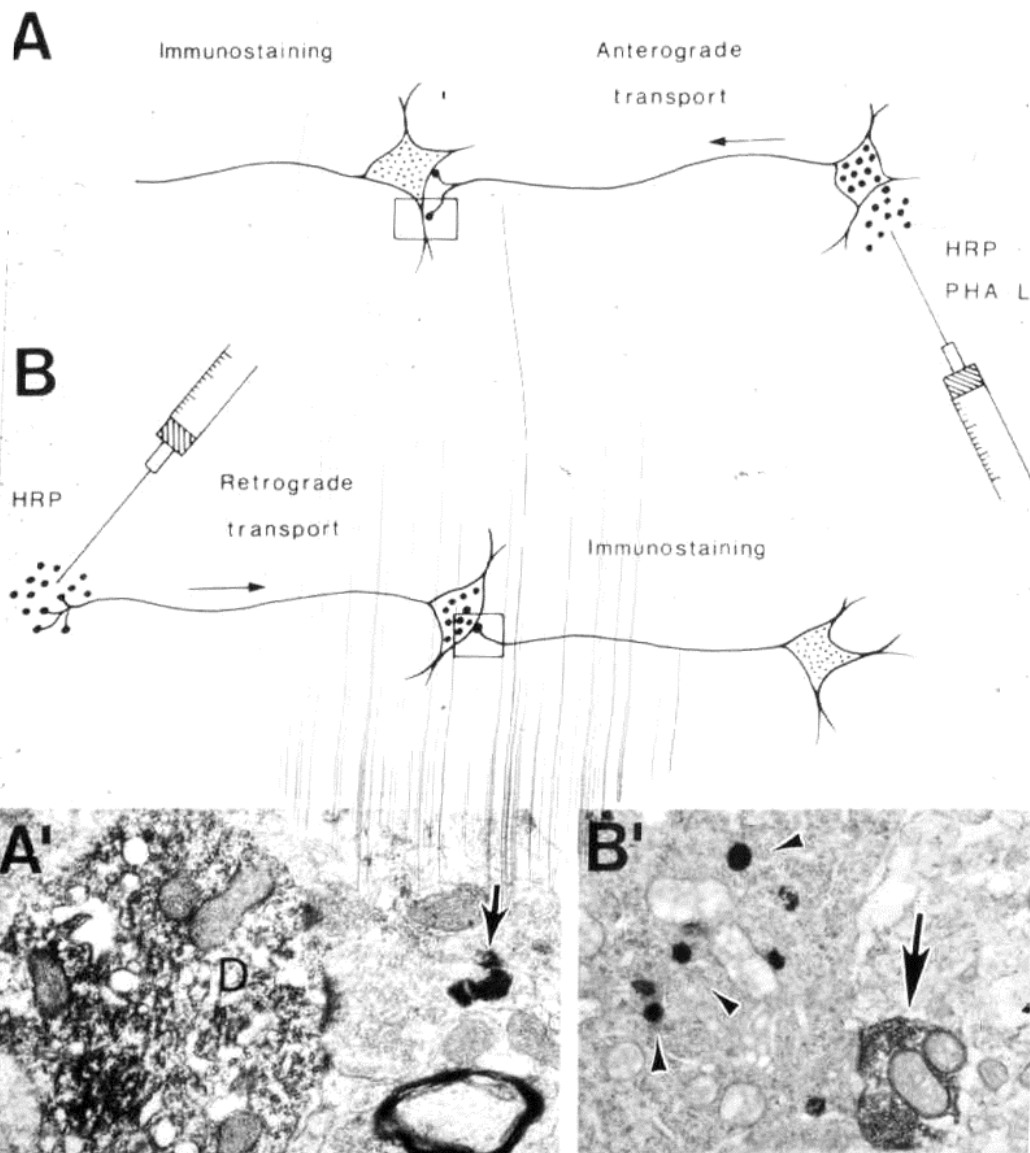 A
Immunostaining
Anterograde
transport
HRP
PHA L
B
HRP
Retrograde
transport
Immunostaining
A'
D
B'